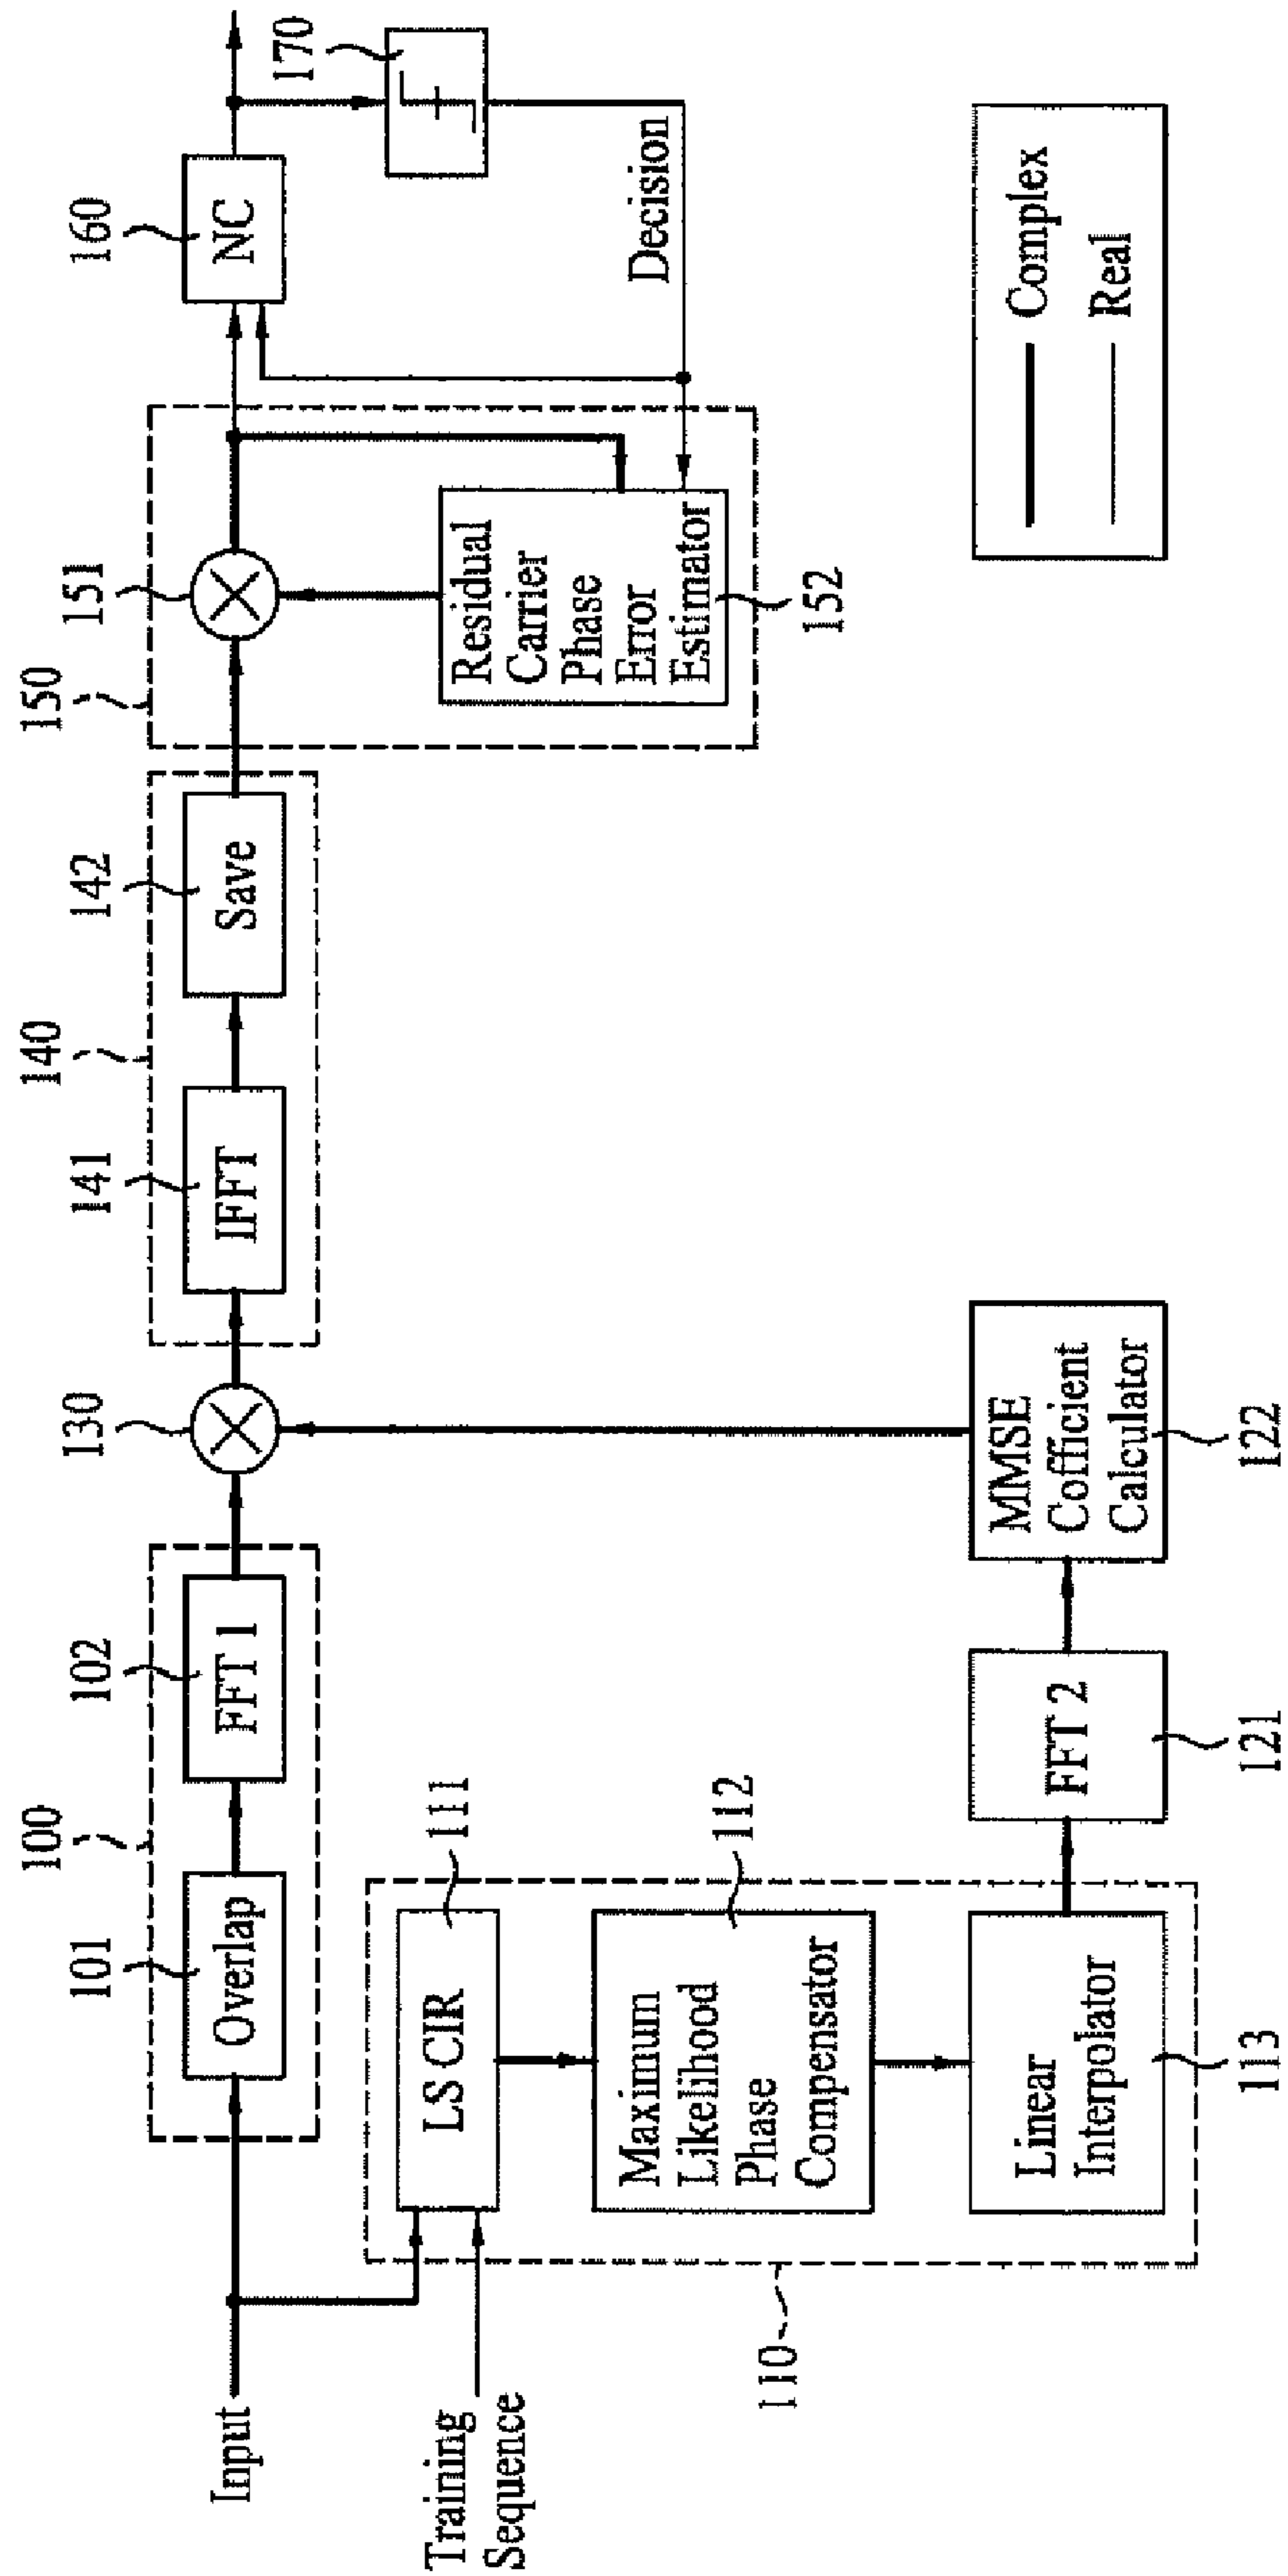 100
150
140
101
102
130
141
142
151
160
170
Input
Overlap
FFT 1
IFFT
Save
NC
Residual
Carrier
Phase
Error
Estimator
152
Decision
Training
Sequence
110
LS CIR
111
Maximun
Likelihood
Phase
Compensator
112
Linear
Interpolator
113
FFT 2
121
MMSE
Cofficient
Calculator
122
Complex
Real